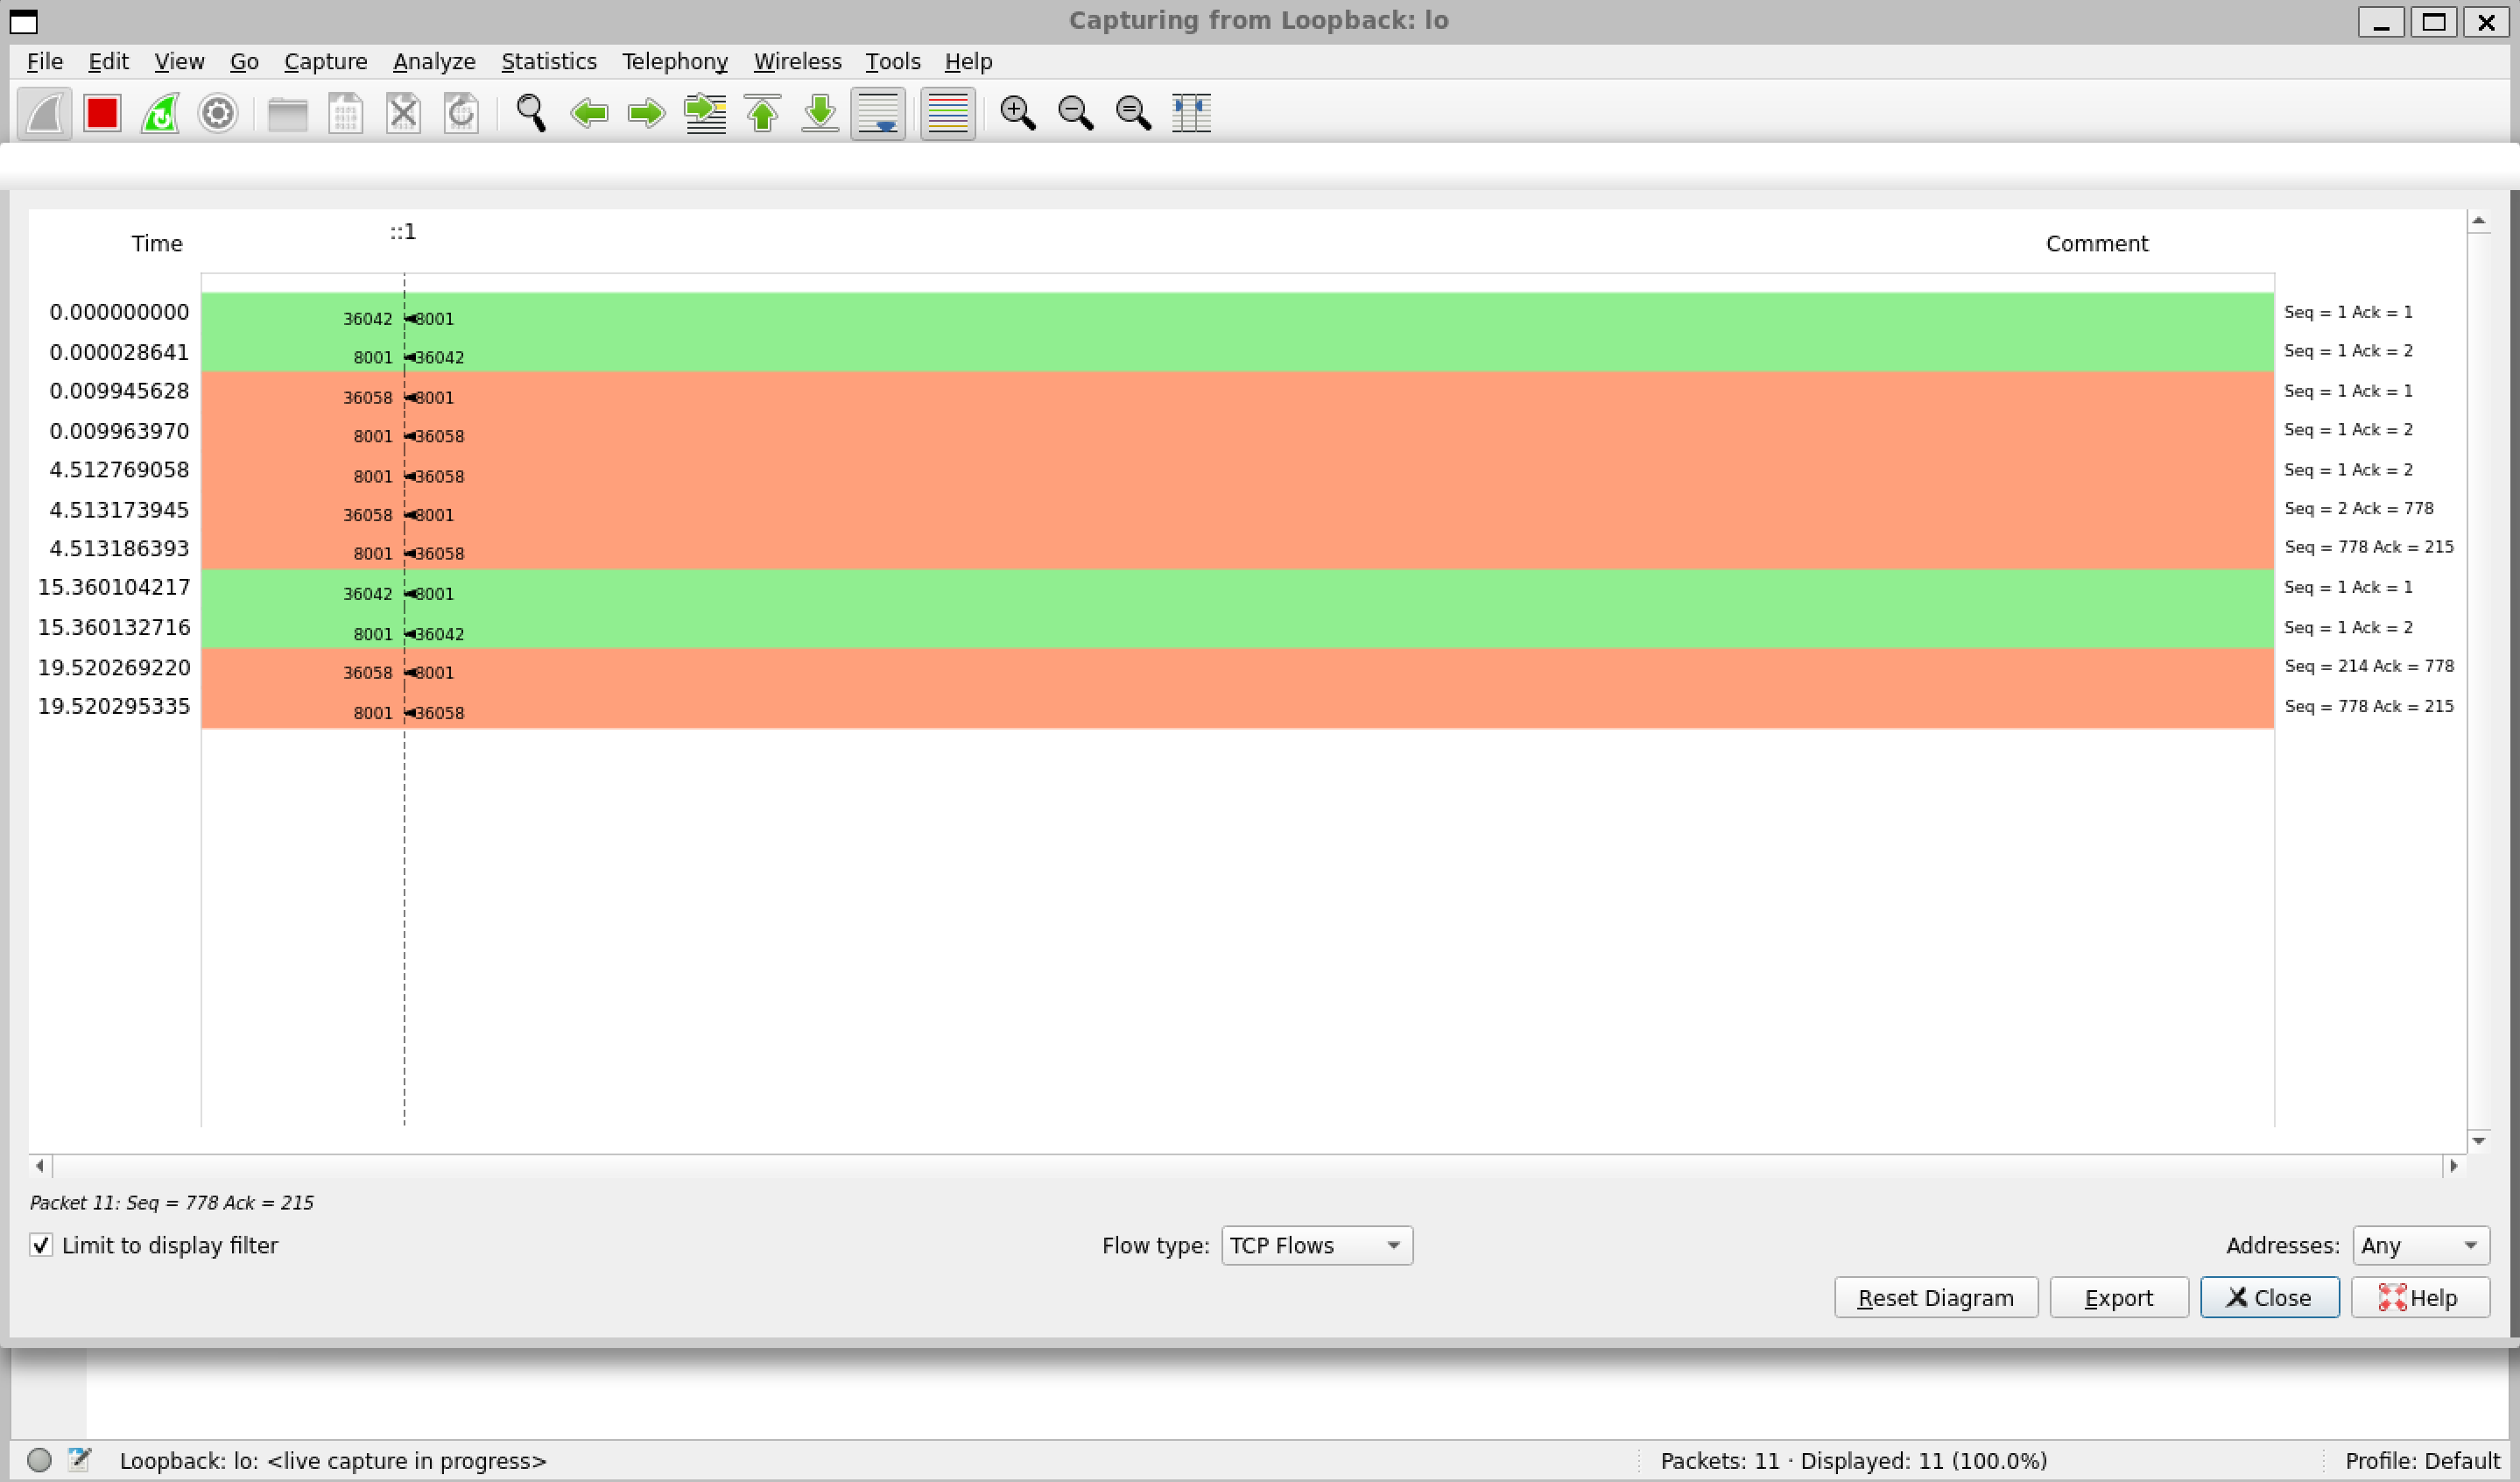 Capturing from Loopback: lo
File Edit View Go Capture Analyze Statistics Telephony Wireless Tools Help
Time ::1 Comment
0.000000000 36042 8001 Seq = 1 Ack = 1
0.000028641 8001 36042 Seq = 1 Ack = 2
0.009945628 36058 8001 Seq = 1 Ack = 1
0.009963970 8001 36058 Seq = 1 Ack = 2
4.512769058 8001 36058 Seq = 1 Ack = 2
4.513173945 36058 8001 Seq = 2 Ack = 778
4.513186393 8001 36058 Seq = 778 Ack = 215
15.360104217 36042 8001 Seq = 1 Ack = 1
15.360132716 8001 36042 Seq = 1 Ack = 2
19.520269220 36058 8001 Seq = 214 Ack = 778
19.520295335 8001 36058 Seq = 778 Ack = 215
Packet 11: Seq = 778 Ack = 215
Limit to display filter Flow type: TCP Flows Addresses: Any
Reset Diagram Export Close Help
Loopback: lo: <live capture in progress> Packets: 11 · Displayed: 11 (100.0%) Profile: Default